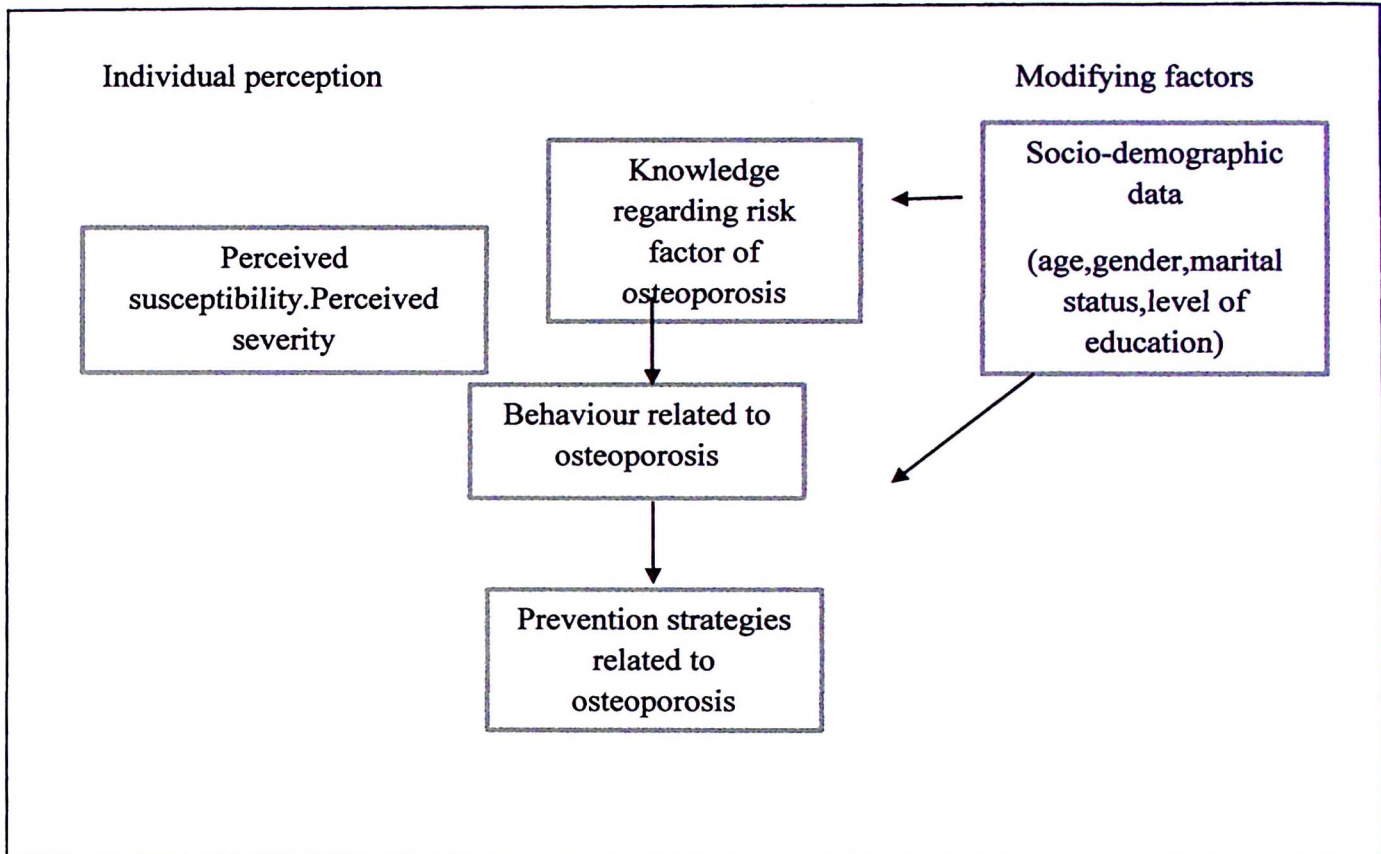 Individual perception
Modifying factors
Knowledge
regarding risk
factor of
osteoporosis
Socio-demographic
data
(age,gender,marital
status,level of
education)
Perceived
susceptibility.Perceived
severity
Behaviour related to
osteoporosis
Prevention strategies
related to
osteoporosis